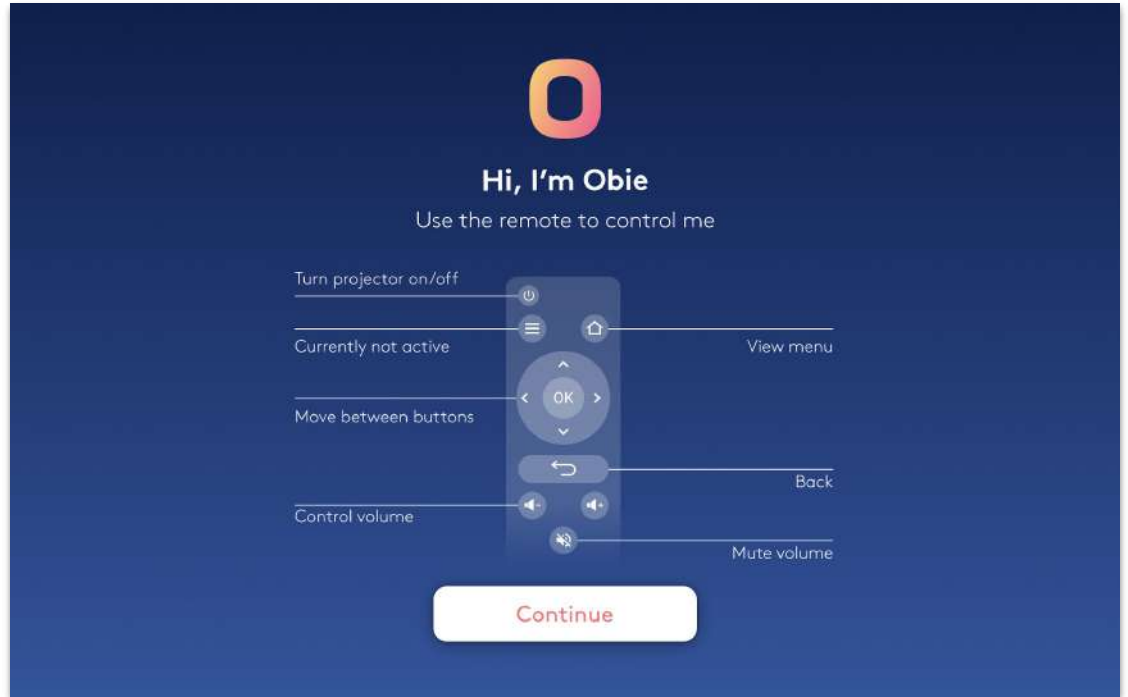 Hi, I'm Obie
Use the remote to control me
Turn projector on/off
Currently not active
View menu
Move between buttons
OK
Back
Control volume
Mute volume
Continue